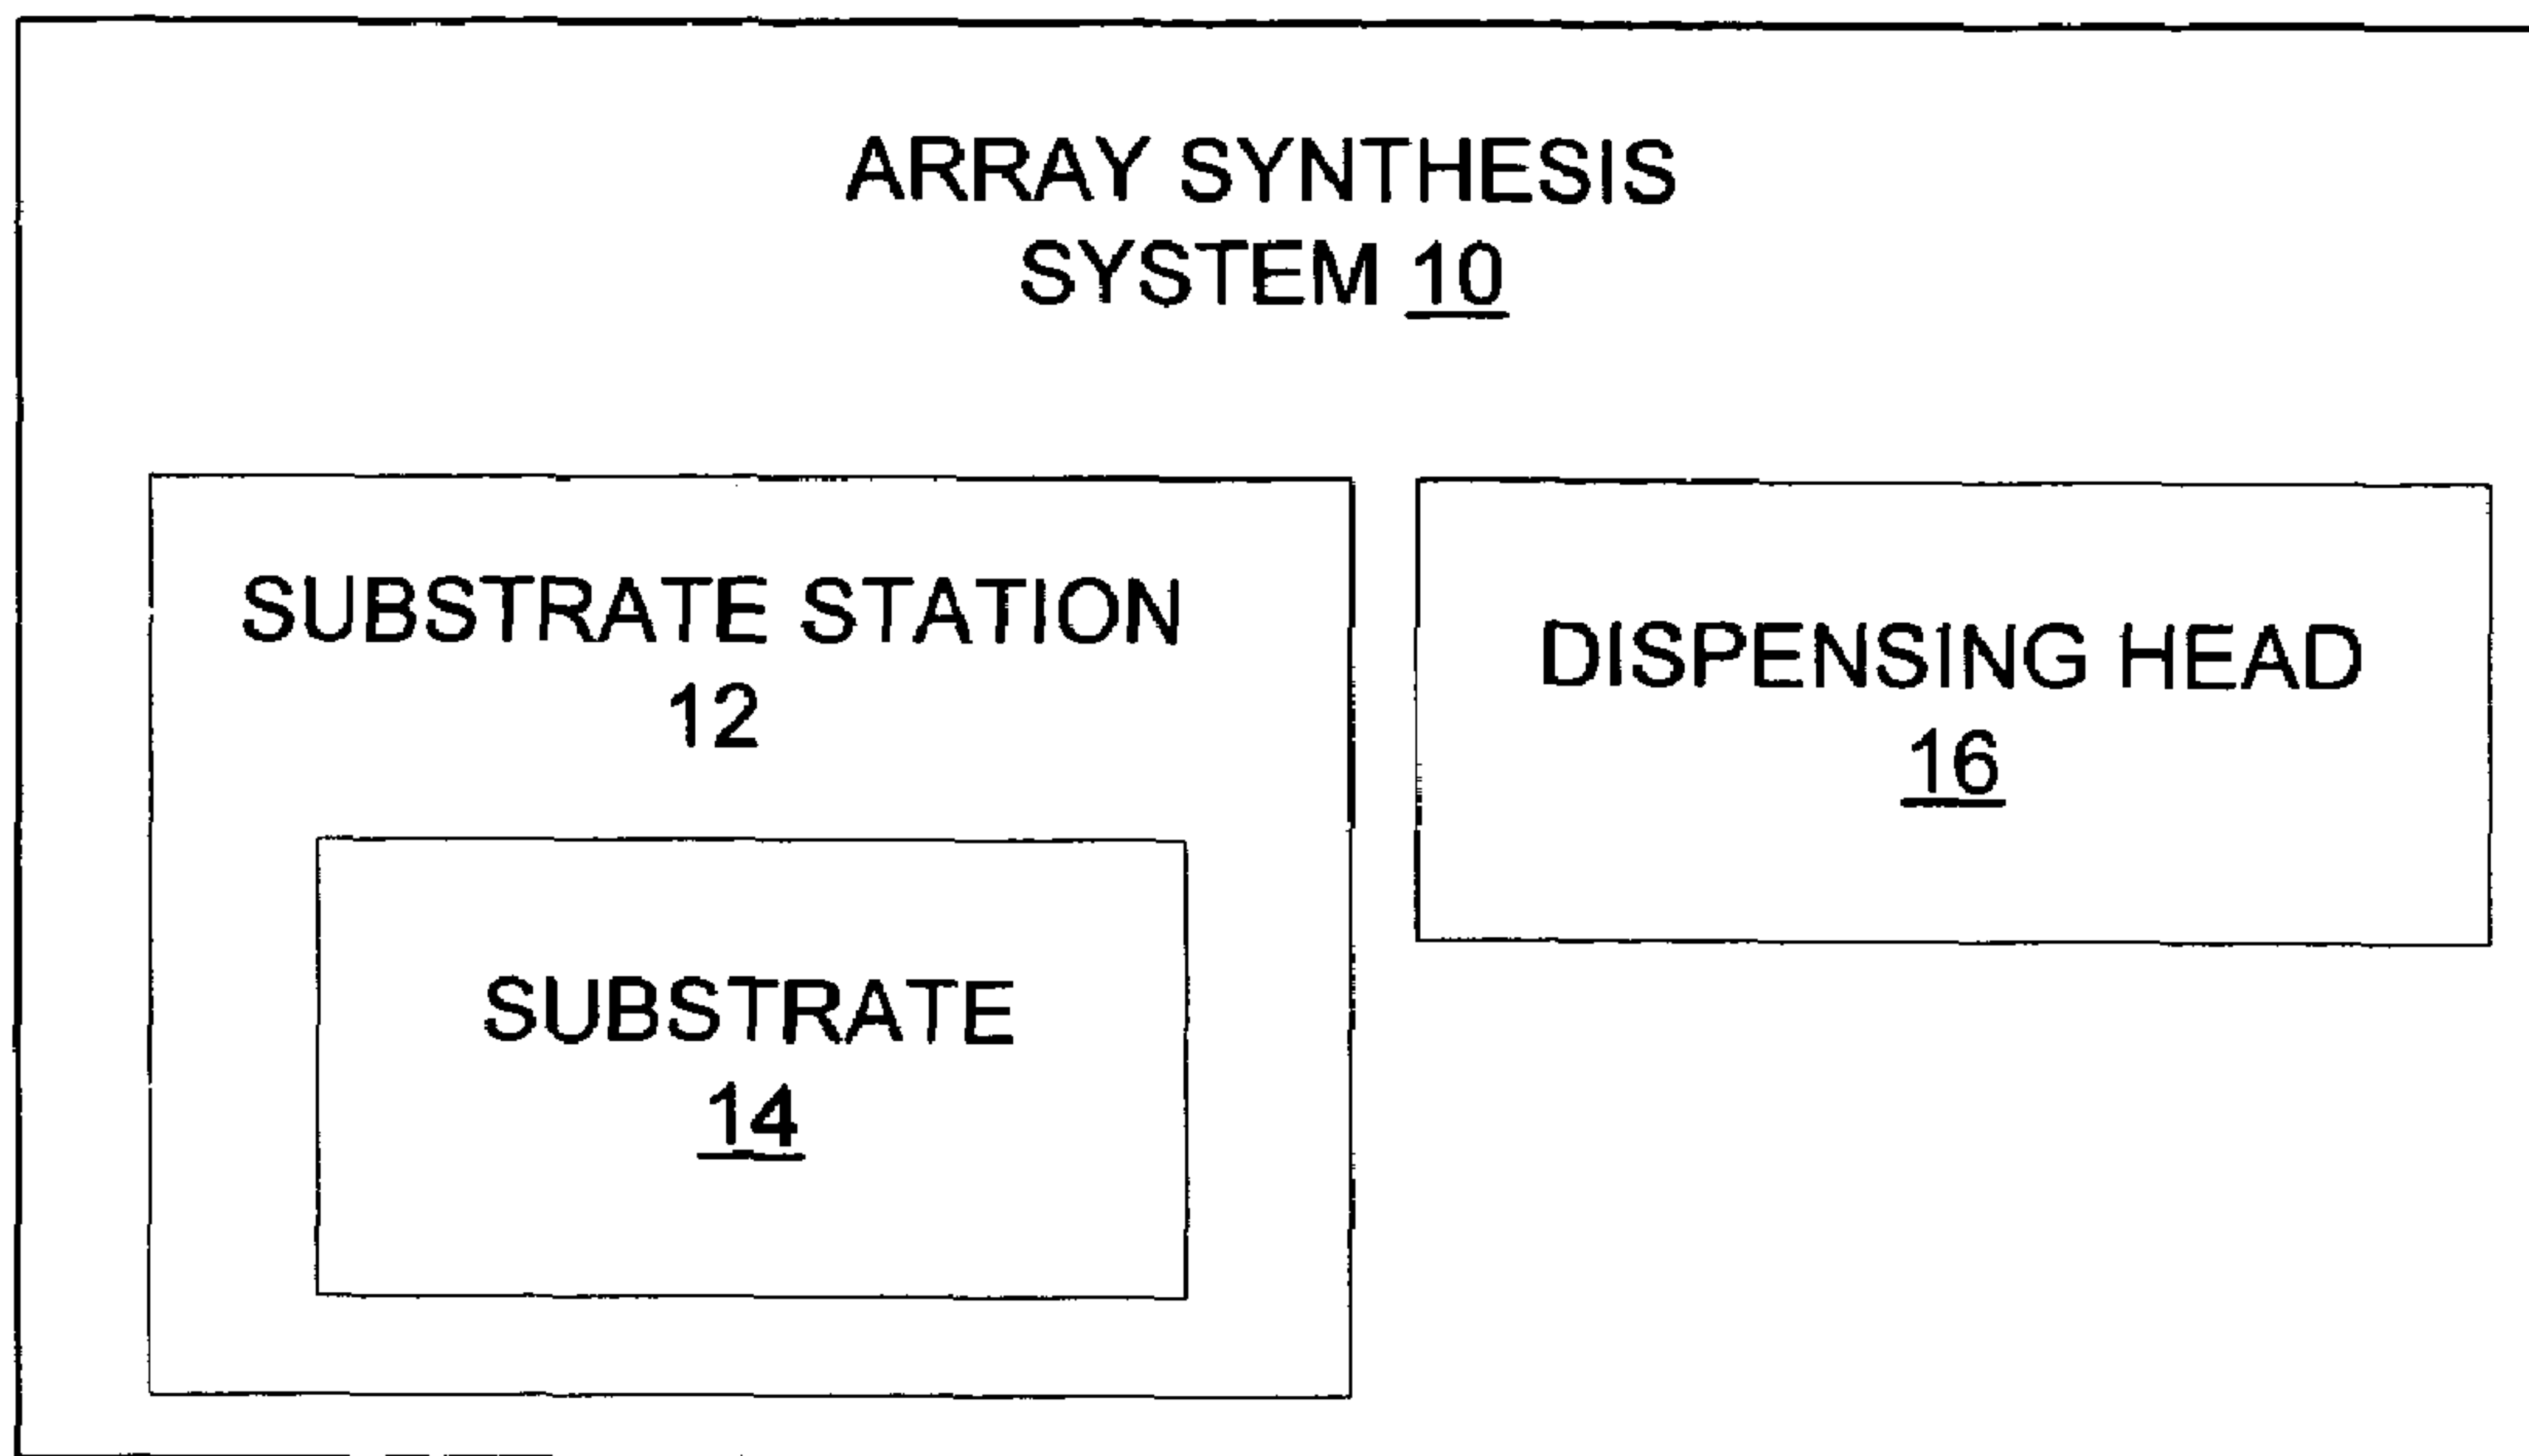 ARRAY SYNTHESIS
SYSTEM 10
SUBSTRATE STATION
12
SUBSTRATE
14
DISPENSING HEAD
16